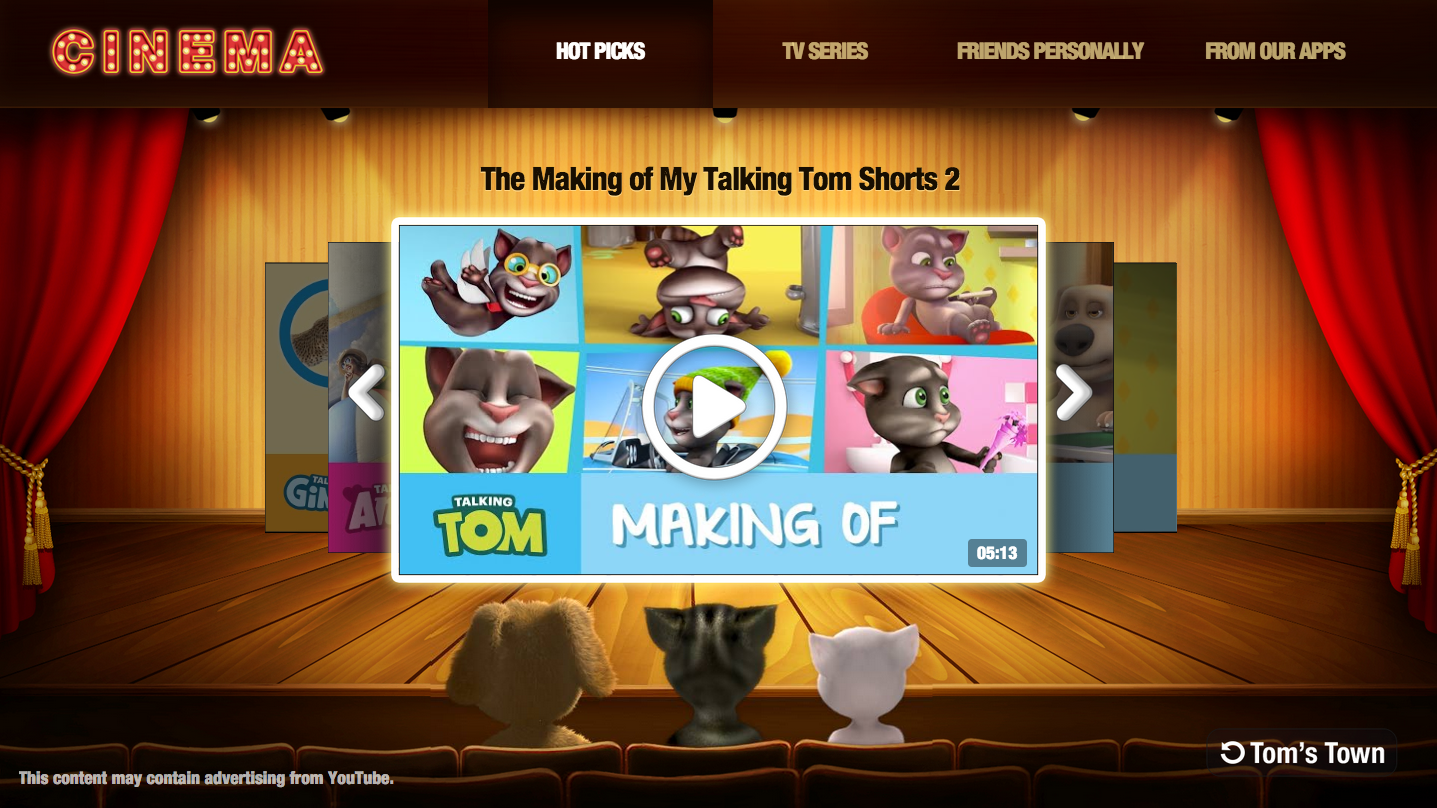 CINEMA
HOT PICKS
TV SERIES
FRIENDS PERSONALLY
FROM OUR APPS
The Making of My Talking Tom Shorts 2
TALKING
TOM
MAKING OF
05:13
Tom's Town
This content may contain advertising from YouTube.